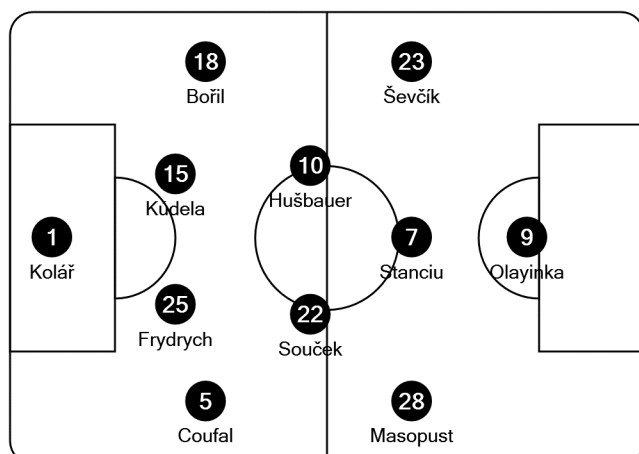 18
Bořil
23
Ševčík
15
Kúdela
10
Hušbauer
1
Kolář
7
Stanciu
9
Olayinka
25
Frydrych
22
Souček
5
Coufal
28
Masopust